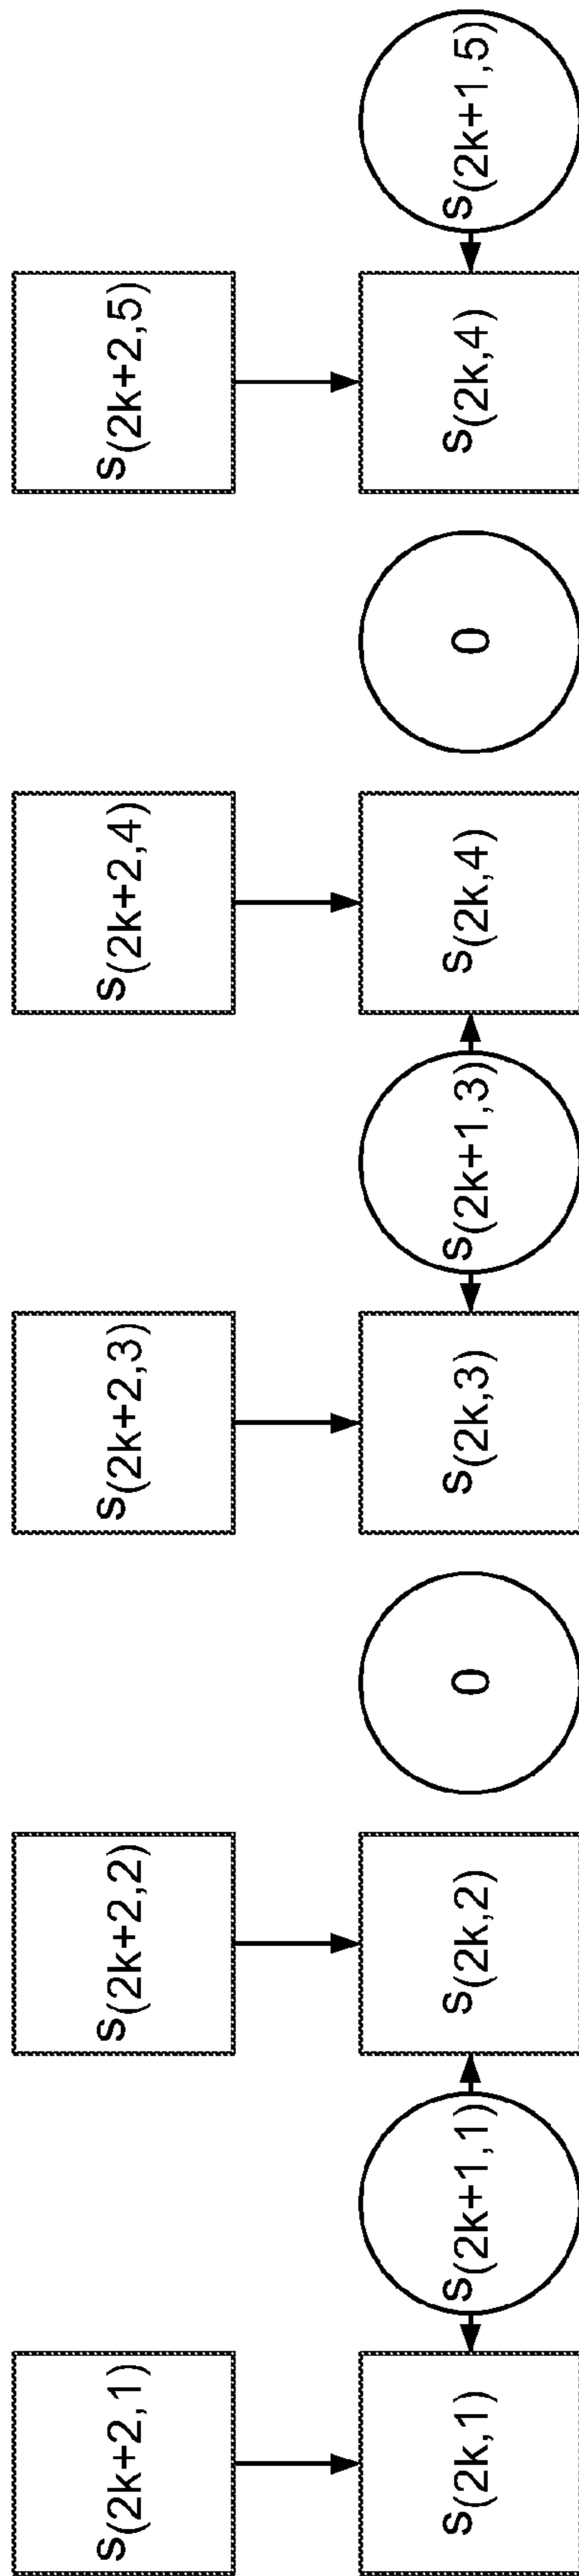 s(2k+2,1)
s(2k+2,2)
s(2k+2,3)
s(2k+2,4)
s(2k+2,5)
s(2k,1)
s(2k+1,1)
s(2k,2)
0
s(2k,3)
s(2k+1,3)
s(2k,4)
0
s(2k,4)
s(2k+1,5)